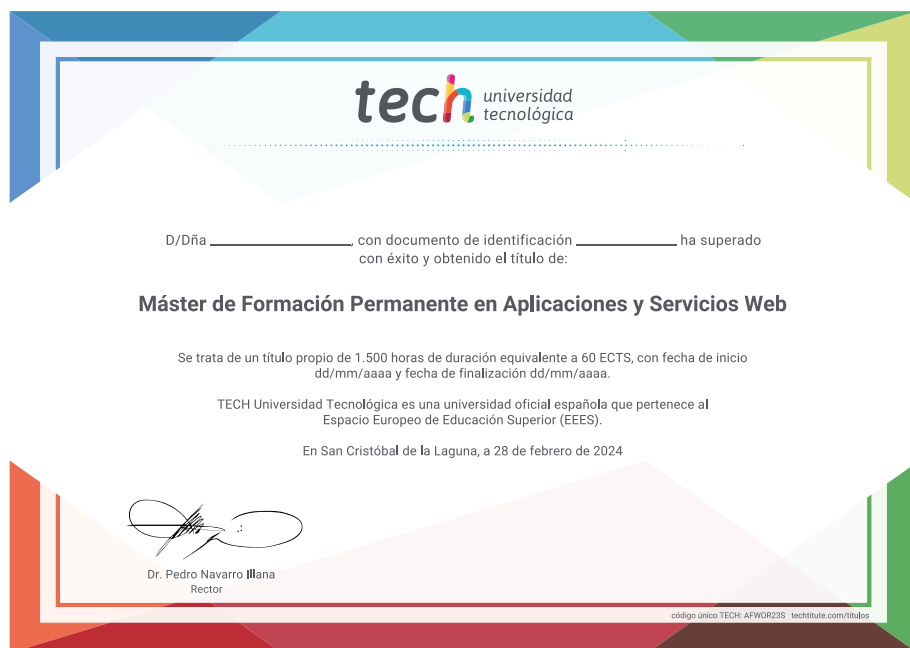 tech universidad
tecnológica
D/Dña ____________________, con documento de identificación ______________ ha superado
con éxito y obtenido el título de:
Máster de Formación Permanente en Aplicaciones y Servicios Web
Se trata de un título propio de 1.500 horas de duración equivalente a 60 ECTS, con fecha de inicio
dd/mm/aaaa y fecha de finalización dd/mm/aaaa.
TECH Universidad Tecnológica es una universidad oficial española que pertenece al
Espacio Europeo de Educación Superior (EEES).
En San Cristóbal de la Laguna, a 28 de febrero de 2024
Dr. Pedro Navarro Illana
Rector
código único TECH: AFWOR23S techtitute.com/titulos